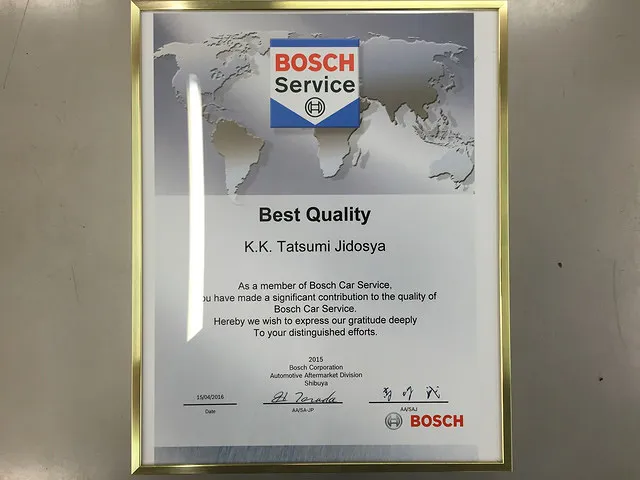 BOSCH
Service
Best Quality
K.K. Tatsumi Jidosya
As a member of Bosch Car Service,
ou have made a significant contribution to the quality of
Bosch Car Service.
Hereby we wish to express our gratitude deeply
To your distinguished efforts.
2015
Bosch Corporation
Automotive Aftermarket Division
Shibuya
15/04/2016
Date
AA/SA-JP
AA/SAJ
BOSCH